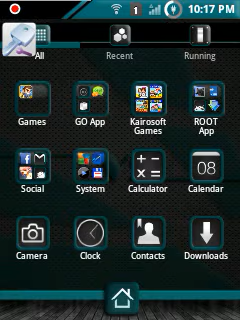 1 10:17 PM
All Recent Running
Games GO App Kairosoft Games ROOT App
Social System Calculator Calendar
08
Camera Clock Contacts Downloads